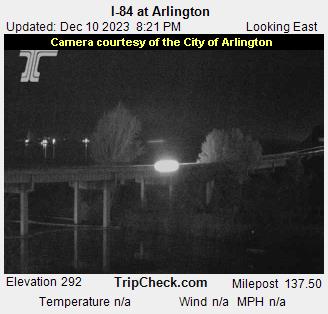 I-84 at Arlington
Updated: Dec 10 2023 8:21 PM Looking East
Camera courtesy of the City of Arlington
Elevation 292 TripCheck.com Milepost 137.50
Temperature n/a Wind n/a MPH n/a